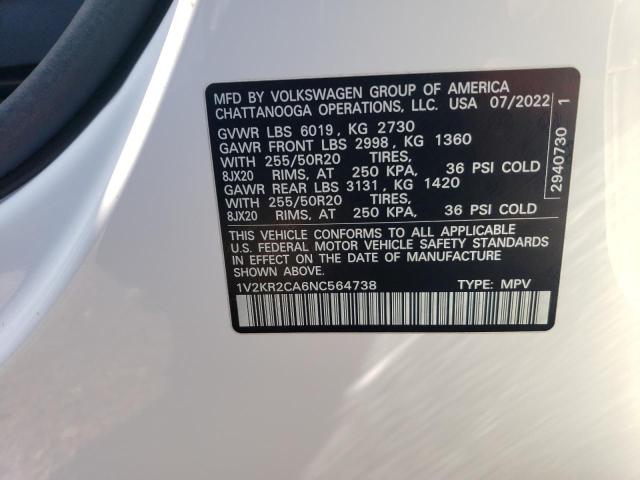 MFD BY VOLKSWAGEN GROUP OF AMERICA
CHATTANOOGA OPERATIONS, LLC. USA 07/2022
GVWR LBS 6019, KG 2730
GAWR FRONT LBS 2998, KG 1360
WITH 255/50R20 TIRES,
8JX20 RIMS, AT 250 KPA, 36 PSI COLD
GAWR REAR LBS 3131, KG 1420
WITH 255/50R20 TIRES,
8JX20 RIMS, AT 250 KPA, 36 PSI COLD
THIS VEHICLE CONFORMS TO ALL APPLICABLE
U.S. FEDERAL MOTOR VEHICLE SAFETY STANDARDS
IN EFFECT ON THE DATE OF MANUFACTURE
SHOWN ABOVE.
1V2KR2CA6NC564738 TYPE: MPV
2940730 1